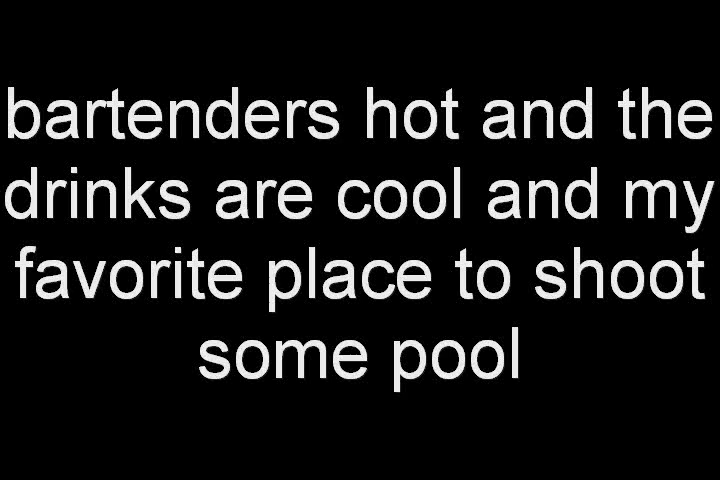 bartenders hot and the
drinks are cool and my
favorite place to shoot
some pool